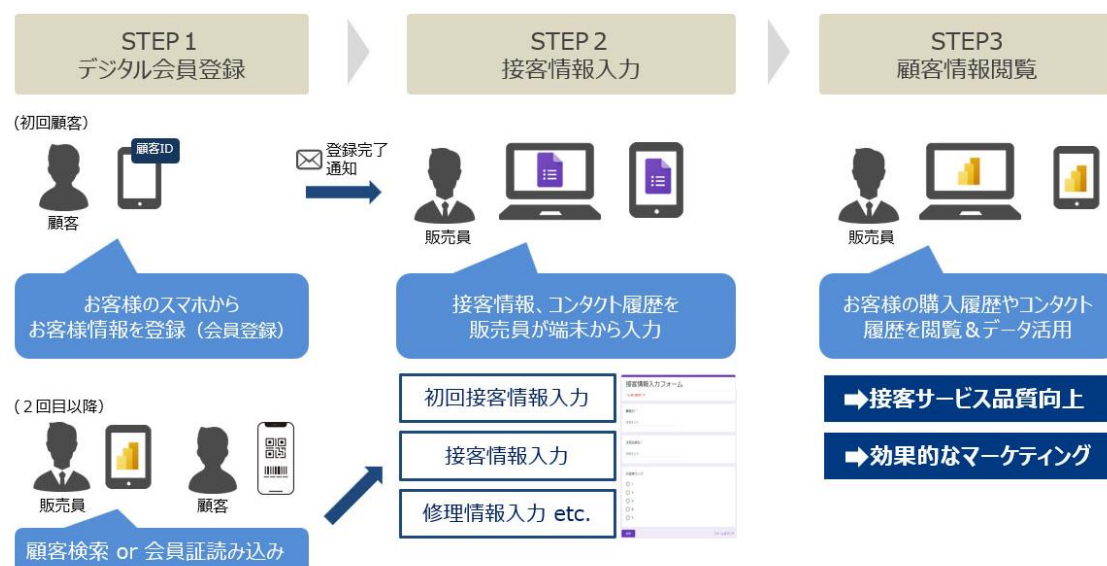 STEP 1
デジタル会員登録
STEP 2
接客情報入力
STEP3
顧客情報閲覧
(初回顧客)
顧客ID
顧客
登録完了
通知
販売員
販売員
お客様のスマホから
お客様情報を登録（会員登録）
接客情報、コンタクト履歴を
販売員が端末から入力
お客様の購入履歴やコンタクト
履歴を閲覧＆データ活用
(２回目以降)
販売員
顧客
顧客検索 or 会員証読み込み
初回接客情報入力
接客情報入力
修理情報入力 etc.
接客情報入力フォーム
➡接客サービス品質向上
➡効果的なマーケティング